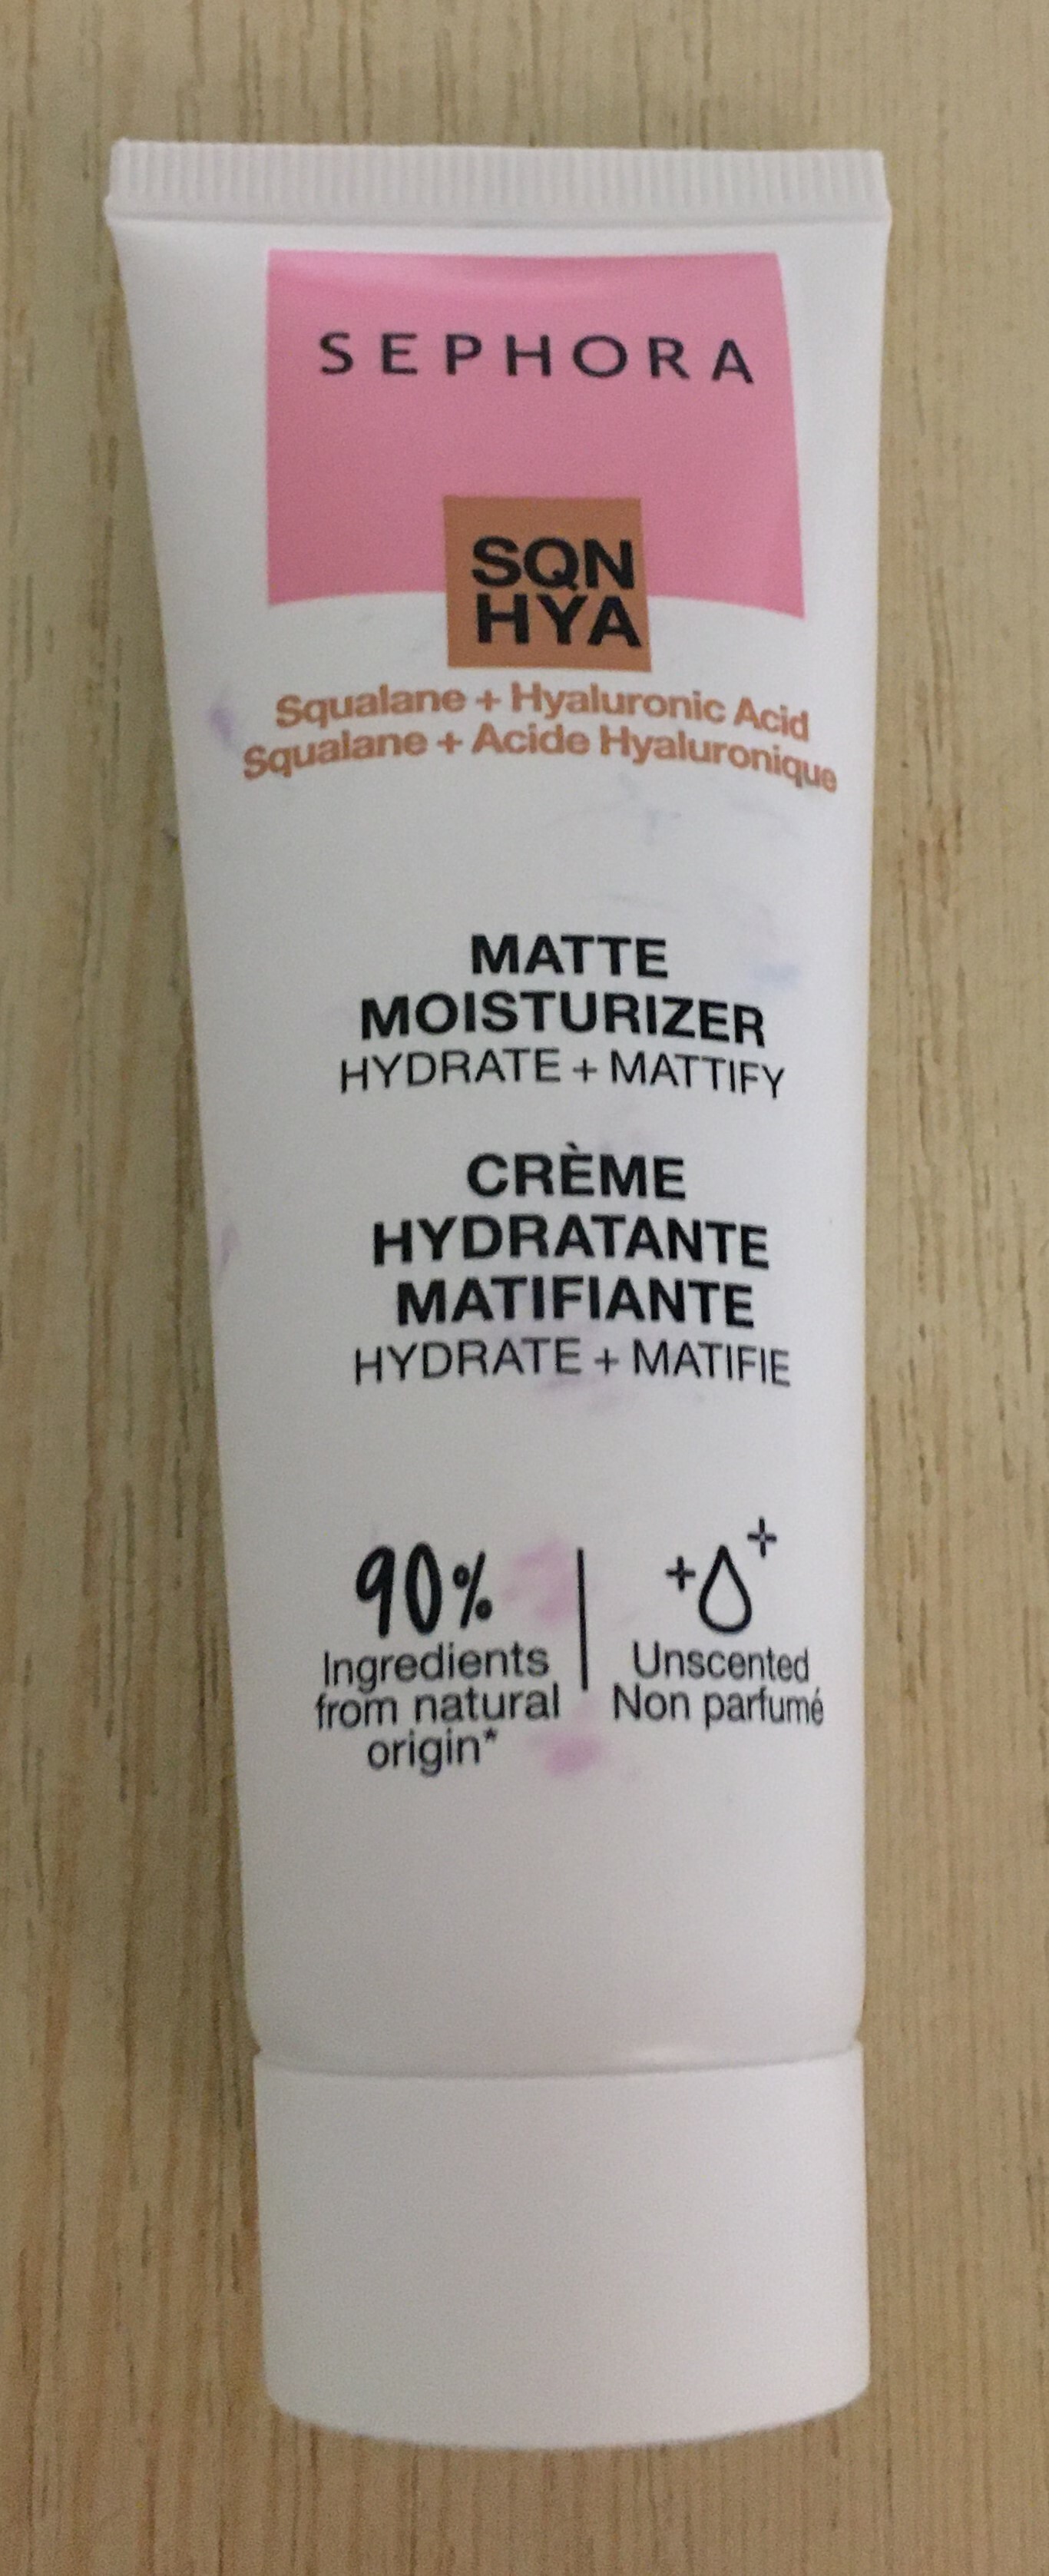 SEPHORA
SQN
HYA
Squalane + Hyaluronic Acid
Squalane + Acide Hyaluronique
MATTE
MOISTURIZER
HYDRATE + MATTIFY
CRÈME
HYDRATANTE
MATIFIANTE
HYDRATE + MATIFIE
90%
Ingredients
from natural
origin*
Unscented
Non parfumé